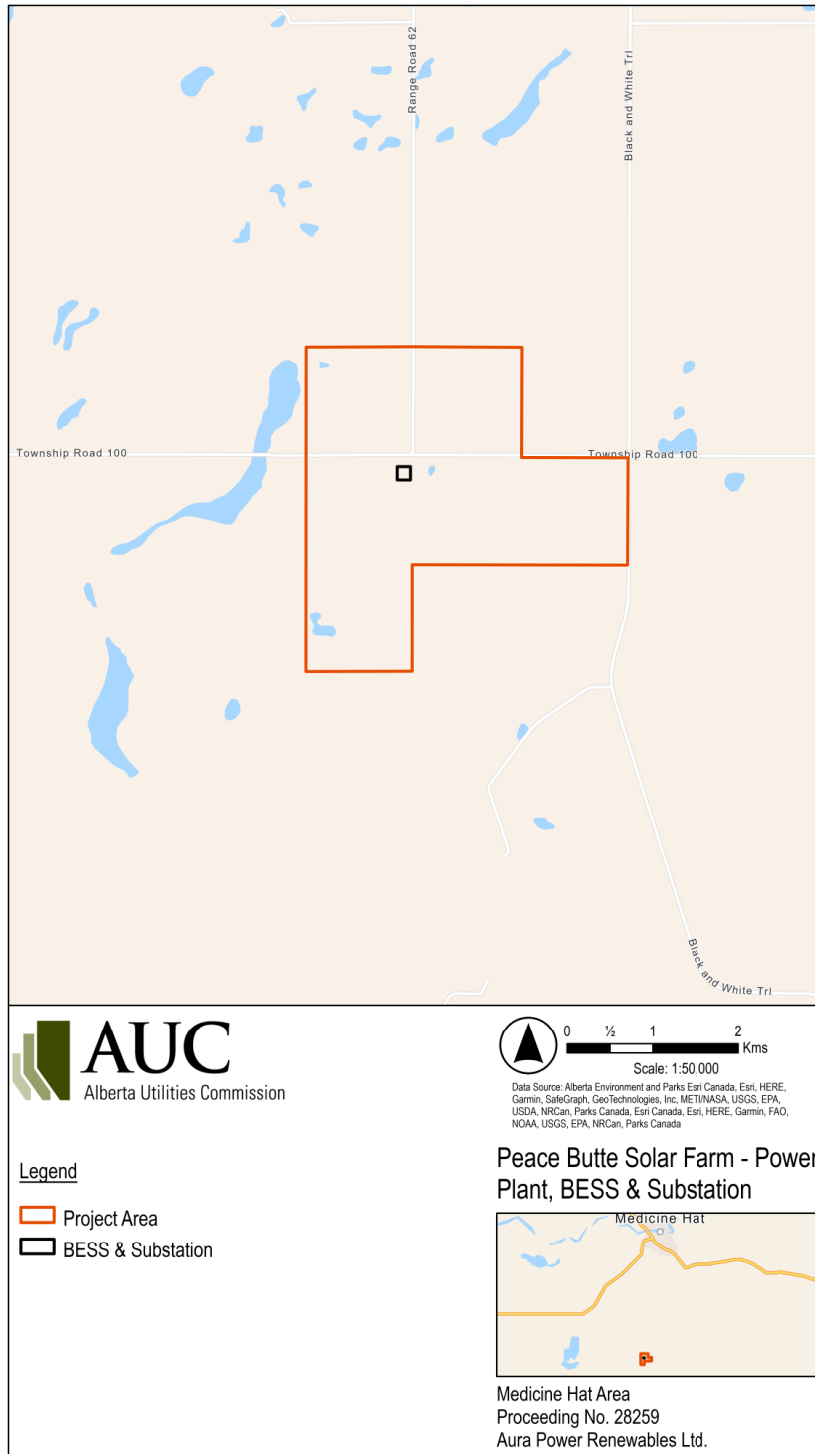 Range Road 62
Black and White Trl
Township Road 100
Township Road 100
Black and White Trl
AUC
Alberta Utilities Commission
0 ½ 1 2
Kms
Scale: 1:50,000
Data Source: Alberta Environment and Parks Esri Canada, Esri, HERE,
Garmin, SafeGraph, GeoTechnologies, Inc, METI/NASA, USGS, EPA,
USDA, NRCan, Parks Canada, Esri Canada, Esri, HERE, Garmin, FAO,
NOAA, USGS, EPA, NRCan, Parks Canada
Legend
Project Area
BESS & Substation
Peace Butte Solar Farm - Power
Plant, BESS & Substation
Medicine Hat
Medicine Hat Area
Proceeding No. 28259
Aura Power Renewables Ltd.